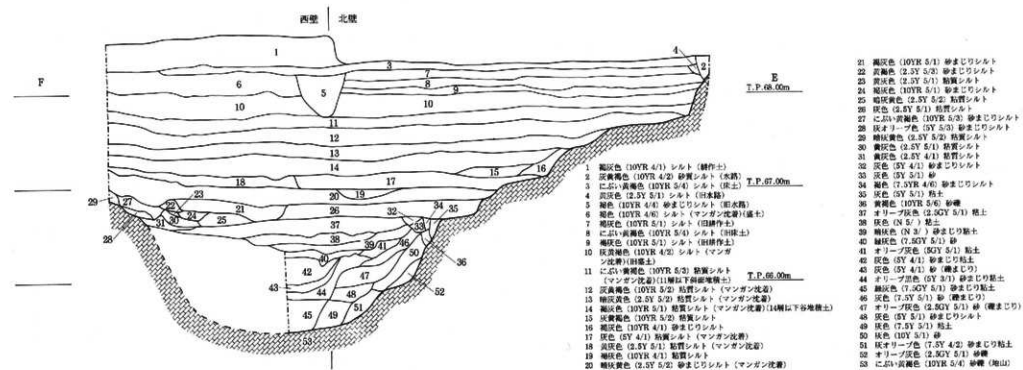 西壁 北壁
F
E
T.P.68.00m
T.P.67.00m
T.P.66.00m
1 褐灰色 (10YR 4/1) シルト (耕作土)
2 灰黄褐色 (10YR 4/2) 砂質シルト (水路)
3 にぶい黄褐色 (10YR 5/4) シルト (床土)
4 黄灰色 (2.5Y 5/1) シルト (旧水路)
5 褐色 (10YR 4/4) 砂まじりシルト (旧水路)
6 褐色 (10YR 4/6) シルト (マンガン沈着) (盛土)
7 褐灰色 (10YR 5/1) シルト (旧耕作土)
8 にぶい黄褐色 (10YR 5/4) シルト (旧床土)
9 褐灰色 (10YR 5/1) シルト (旧耕作土)
10 灰黄褐色 (10YR 4/2) シルト (マンガ
ン沈着) (旧盛土)
11 にぶい黄褐色 (10YR 5/3) 粘質シルト
(マンガン沈着) (11層以下斜面堆積土)
12 灰黄褐色 (10YR 5/2) 粘質シルト (マンガン沈着)
13 暗灰黄色 (2.5Y 5/2) 粘質シルト (マンガン沈着)
14 褐灰色 (10YR 5/1) 粘質シルト (マンガン沈着) (14層以下谷堆積土)
15 灰黄褐色 (10YR 5/2) 粘質シルト
16 褐灰色 (10YR 4/1) 砂まじりシルト
17 灰色 (5Y 4/1) 粘質シルト (マンガン沈着)
18 黄灰色 (2.5Y 5/1) 粘質シルト (マンガン沈着)
19 褐灰色 (10YR 4/1) 粘質シルト
20 暗灰黄色 (2.5Y 5/2) 砂まじりシルト (マンガン沈着)
21 褐灰色 (10YR 5/1) 砂まじりシルト
22 黄褐色 (2.5Y 5/3) 砂まじりシルト
23 黄灰色 (2.5Y 5/1) 粘質シルト
24 褐灰色 (10YR 5/1) 砂まじりシルト
25 暗灰黄色 (2.5Y 5/2) 粘質シルト
26 灰色 (2.5Y 5/1) 粘質シルト
27 にぶい黄褐色 (10YR 5/3) 砂まじりシルト
28 灰オリーブ色 (5Y 5/3) 砂まじりシルト
29 暗灰黄色 (2.5Y 5/2) 粘質シルト
30 黄灰色 (2.5Y 5/1) 粘質シルト
31 黄灰色 (2.5Y 4/1) 粘質シルト
32 灰色 (5Y 4/1) 砂まじりシルト
33 灰色 (5Y 5/1) 砂
34 褐色 (7.5YR 4/6) 砂まじりシルト
35 灰色 (5Y 5/1) 粘土
36 黄褐色 (10YR 5/6) 砂礫
37 オリーブ灰色 (2.5GY 5/1) 粘土
38 灰色 (N 5/ ) 粘土
39 暗灰色 (N 3/ ) 砂まじり粘土
40 緑灰色 (7.5GY 5/1) 砂
41 オリーブ灰色 (5GY 5/1) 粘土
42 灰色 (5Y 4/1) 砂まじり粘土
43 灰色 (5Y 4/1) 砂 (礫まじり)
44 オリーブ黒色 (5Y 3/1) 砂まじり粘土
45 緑灰色 (7.5GY 5/1) 砂まじり粘土
46 灰色 (7.5Y 5/1) 砂 (礫まじり)
47 オリーブ灰色 (2.5GY 5/1) 砂 (礫まじり)
48 灰色 (5Y 5/1) 砂まじりシルト
49 灰色 (7.5Y 5/1) 粘土
50 灰色 (10Y 5/1) 砂
51 灰オリーブ色 (7.5Y 4/2) 砂まじり粘土
52 オリーブ灰色 (2.5GY 5/1) 砂礫
53 にぶい黄褐色 (10YR 5/4) 砂礫 (地山)